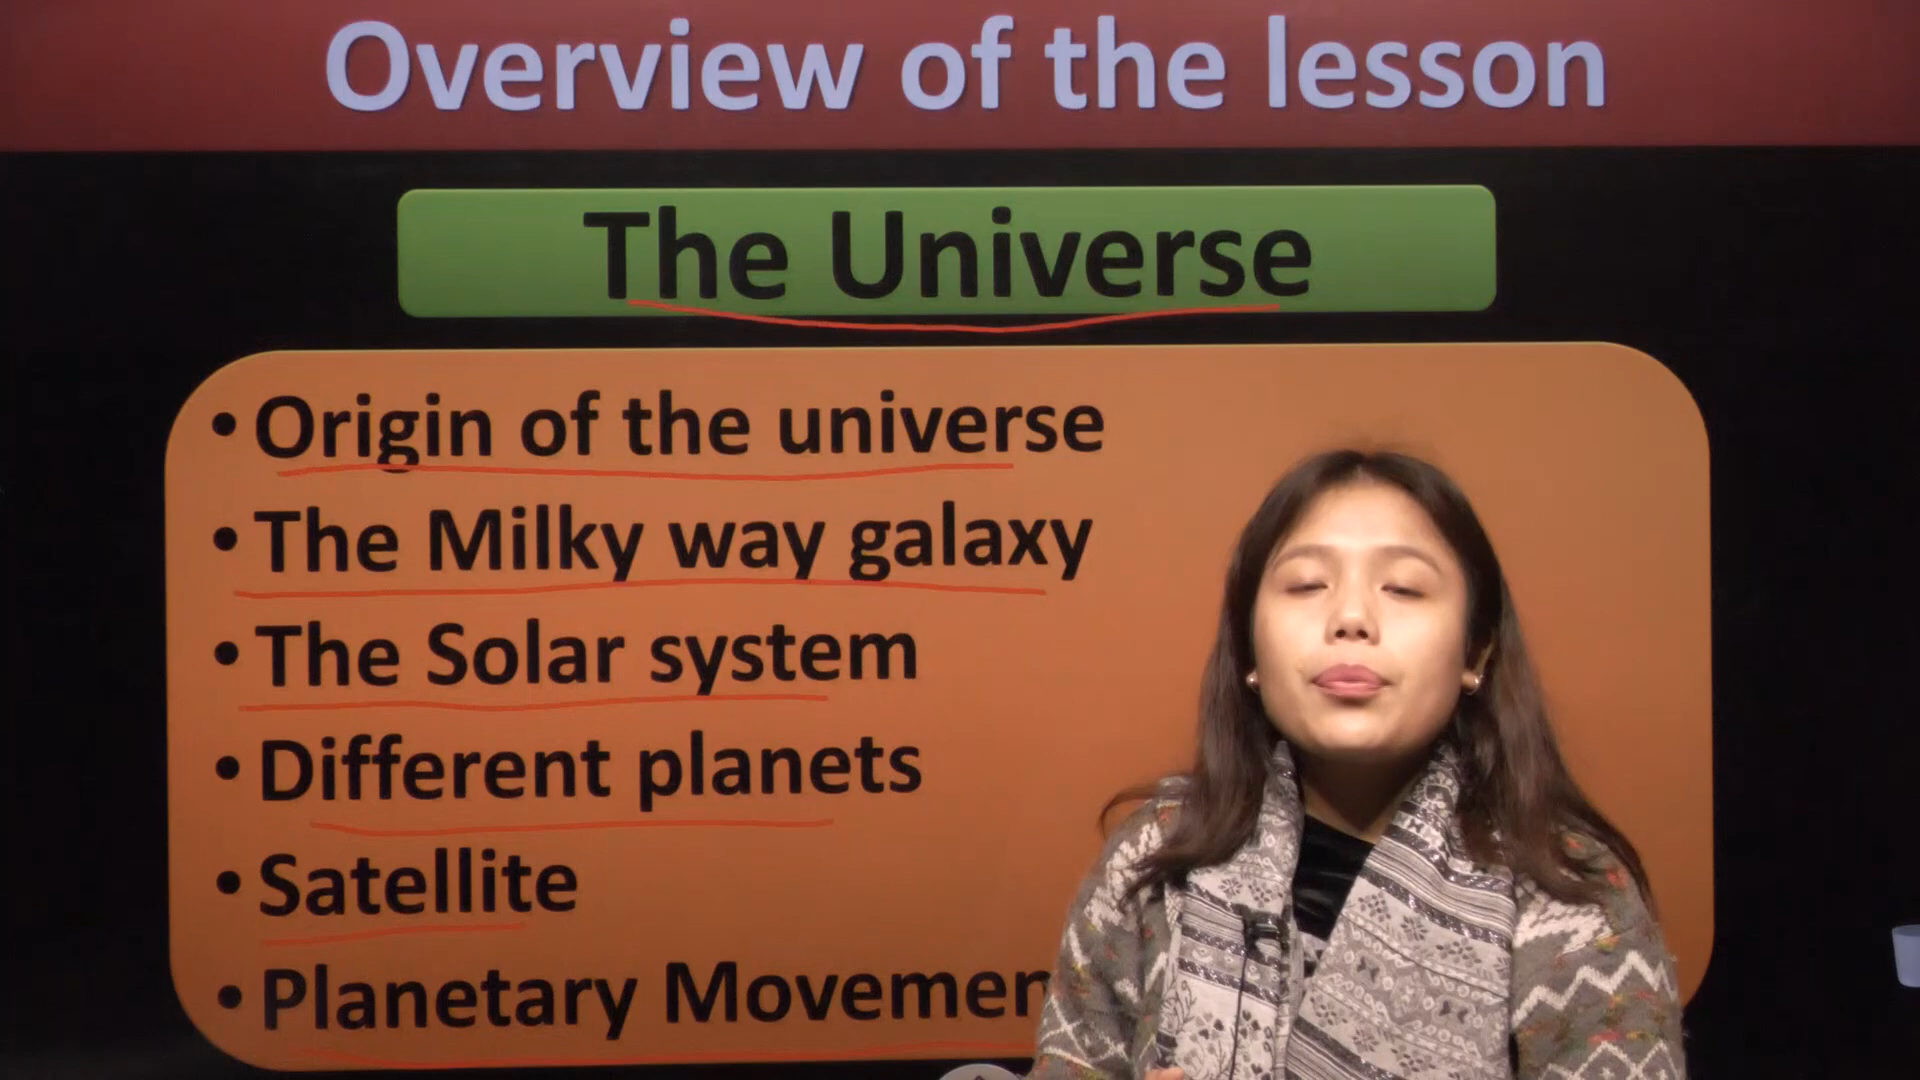 Overview of the lesson
The Universe
• Origin of the universe
• The Milky way galaxy
• The Solar system
• Different planets
• Satellite
• Planetary Movemen